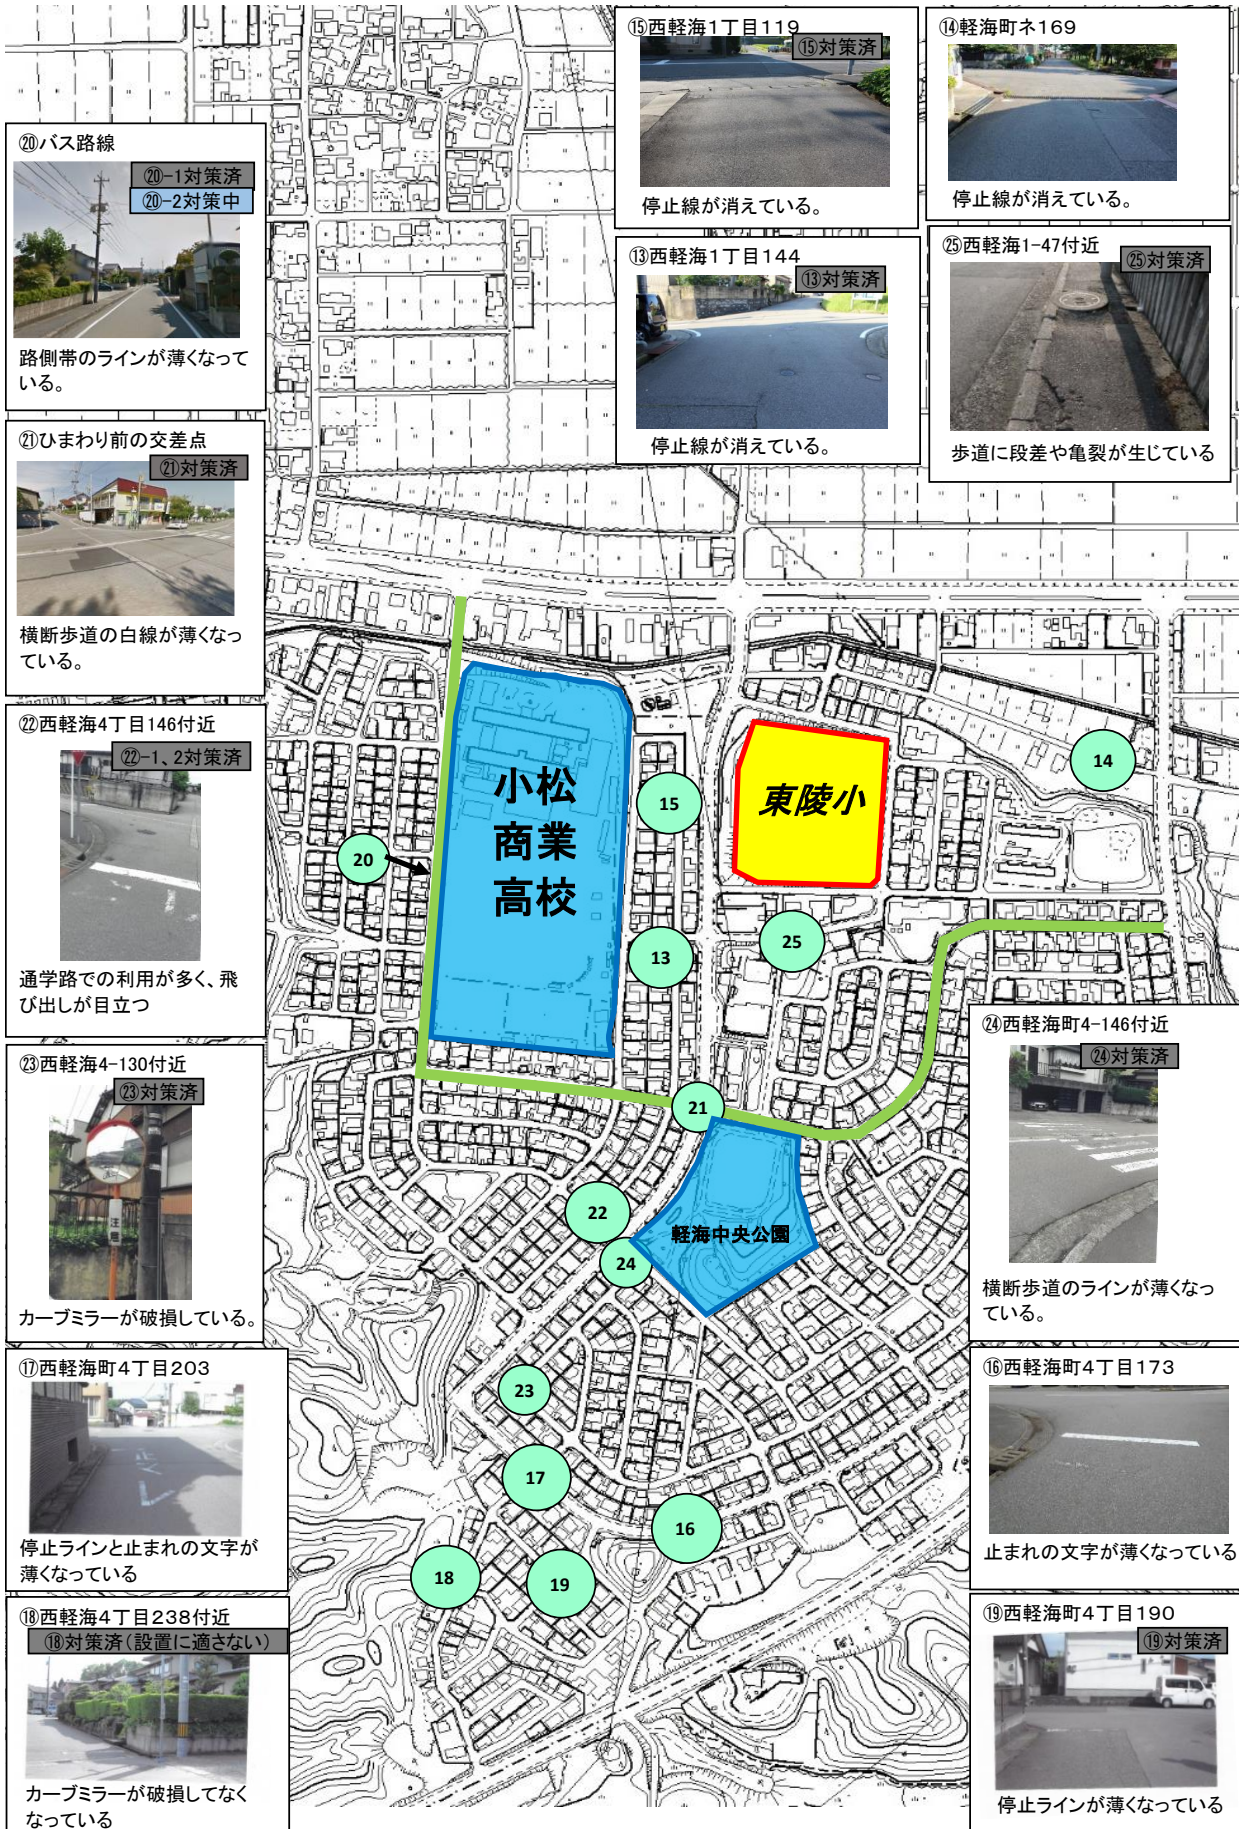 ⑮西軽海1丁目119
⑮対策済
停止線が消えている。
⑭軽海町ネ169
停止線が消えている。
⑳バス路線
⑳-1対策済
⑳-2対策中
路側帯のラインが薄くなって
いる。
⑬西軽海1丁目144
⑬対策済
停止線が消えている。
㉕西軽海1-47付近
㉕対策済
歩道に段差や亀裂が生じている
㉑ひまわり前の交差点
㉑対策済
横断歩道の白線が薄くなっ
ている。
㉒西軽海4丁目146付近
㉒-1、2対策済
通学路での利用が多く、飛
び出しが目立つ
小松
商業
高校
東陵小
14
15
20
13
25
21
22
24
軽海中央公園
23
17
16
18
19
㉓西軽海4-130付近
㉓対策済
注意
カーブミラーが破損している。
㉔西軽海町4-146付近
㉔対策済
横断歩道のラインが薄くなっ
ている。
⑰西軽海町4丁目203
停止ラインと止まれの文字が
薄くなっている
⑯西軽海町4丁目173
止まれの文字が薄くなっている
⑱西軽海4丁目238付近
⑱対策済(設置に適さない)
カーブミラーが破損してなく
なっている
⑲西軽海町4丁目190
⑲対策済
停止ラインが薄くなっている